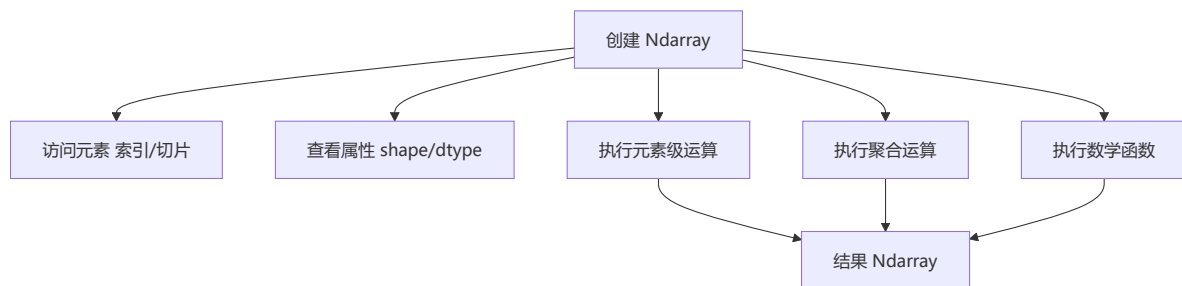 创建 Ndarray
访问元素 索引/切片
查看属性 shape/dtype
执行元素级运算
执行聚合运算
执行数学函数
结果 Ndarray